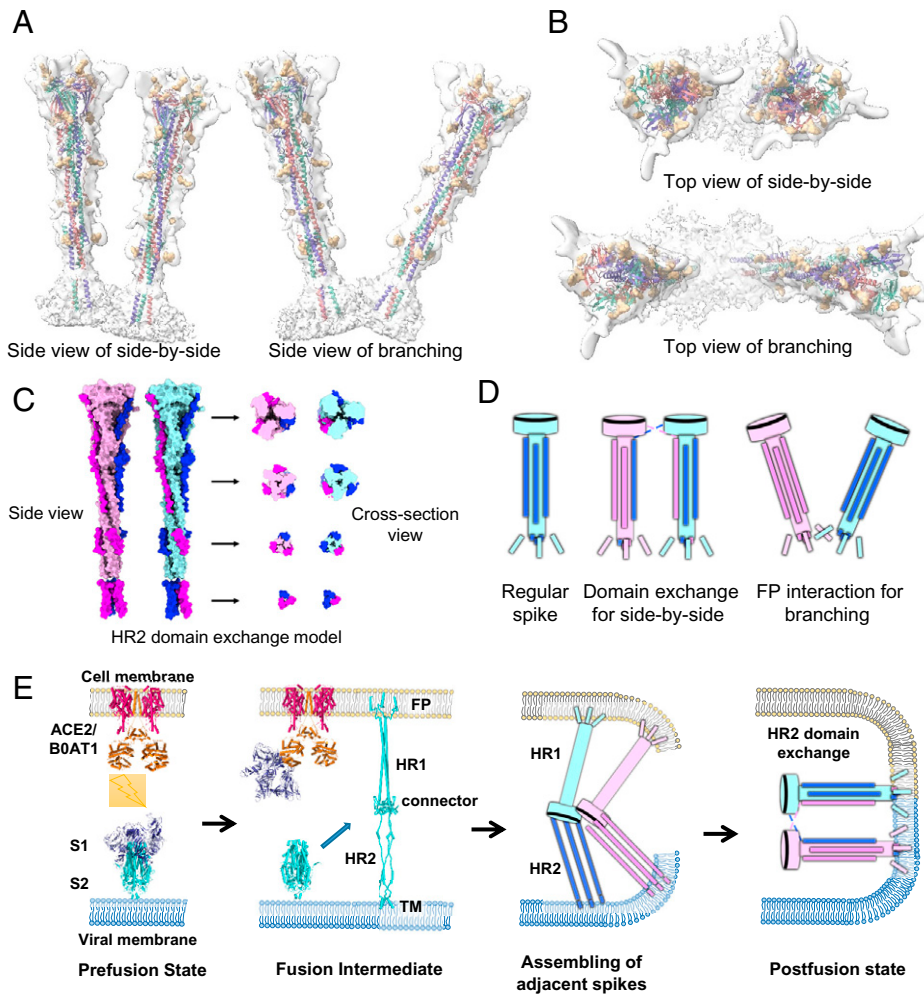 A
B
Side view of side-by-side
Side view of branching
Top view of side-by-side
Top view of branching
C
Side view
Cross-section
view
HR2 domain exchange model
D
Regular
spike
Domain exchange
for side-by-side
FP interaction for
branching
E
Cell membrane
ACE2/
B0AT1
S1
S2
Viral membrane
Prefusion State
FP
HR1
connector
HR2
TM
Fusion Intermediate
HR1
HR2
Assembling of
adjacent spikes
HR2 domain
exchange
Postfusion state